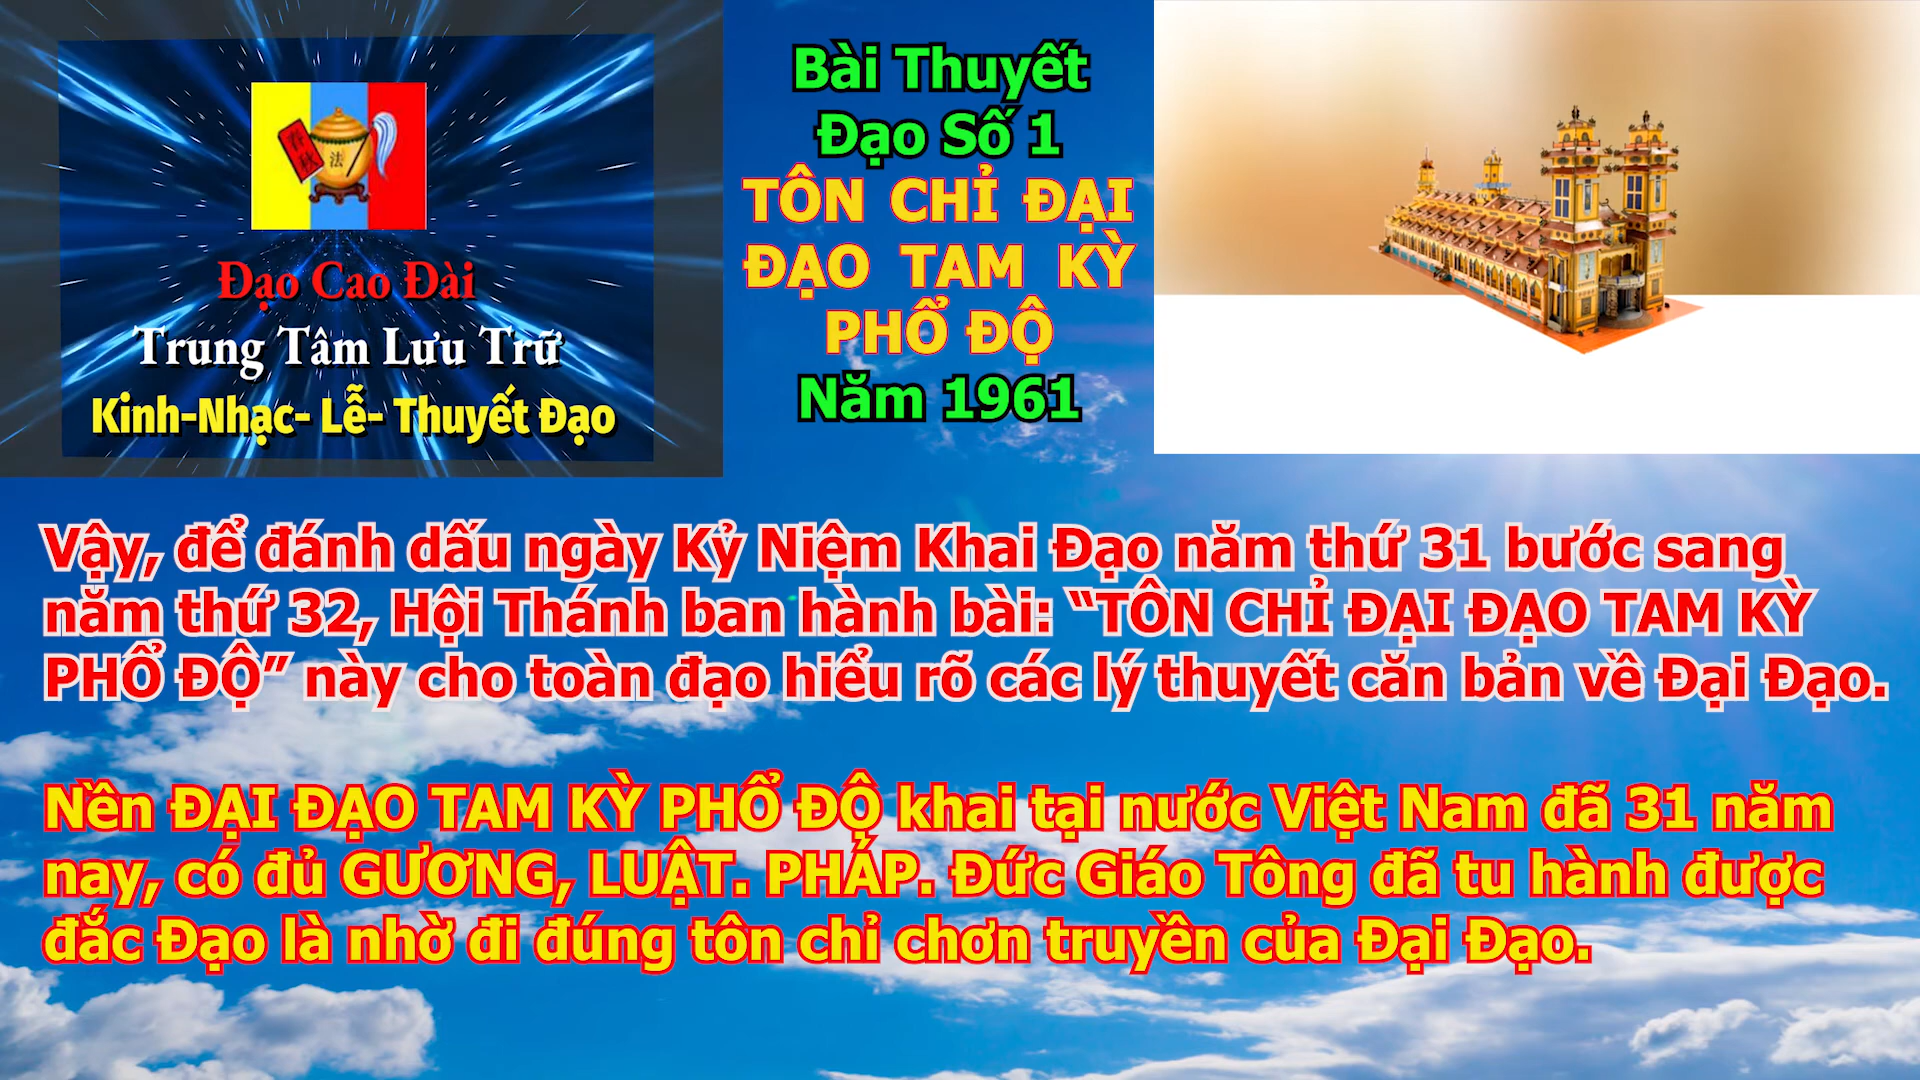 春秋
法
Đạo Cao Đài
Trung Tâm Lưu Trữ
Kinh-Nhạc- Lễ- Thuyết Đạo
Bài Thuyết
Đạo Số 1
TÔN CHỈ ĐẠI
ĐẠO TAM KỲ
PHỔ ĐỘ
Năm 1961
Vậy, để đánh dấu ngày Kỷ Niệm Khai Đạo năm thứ 31 bước sang
năm thứ 32, Hội Thánh ban hành bài: “TÔN CHỈ ĐẠI ĐẠO TAM KỲ
PHỔ ĐỘ” này cho toàn đạo hiểu rõ các lý thuyết căn bản về Đại Đạo.
Nền ĐẠI ĐẠO TAM KỲ PHỔ ĐỘ khai tại nước Việt Nam đã 31 năm
nay, có đủ GƯƠNG, LUẬT. PHÁP. Đức Giáo Tông đã tu hành được
đắc Đạo là nhờ đi đúng tôn chỉ chơn truyền của Đại Đạo.